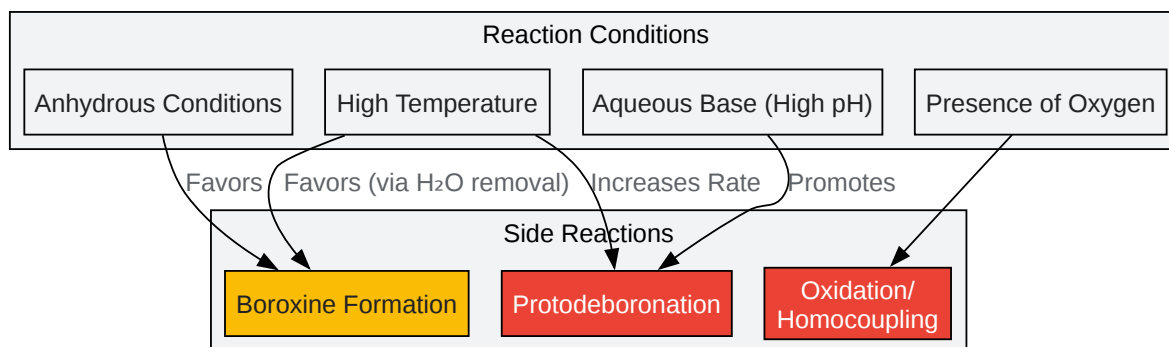 Reaction Conditions
Anhydrous Conditions
High Temperature
Aqueous Base (High pH)
Presence of Oxygen
Favors
Favors (via H₂O removal)
Increases Rate
Promotes
Side Reactions
Boroxine Formation
Protodeboronation
Oxidation/
Homocoupling